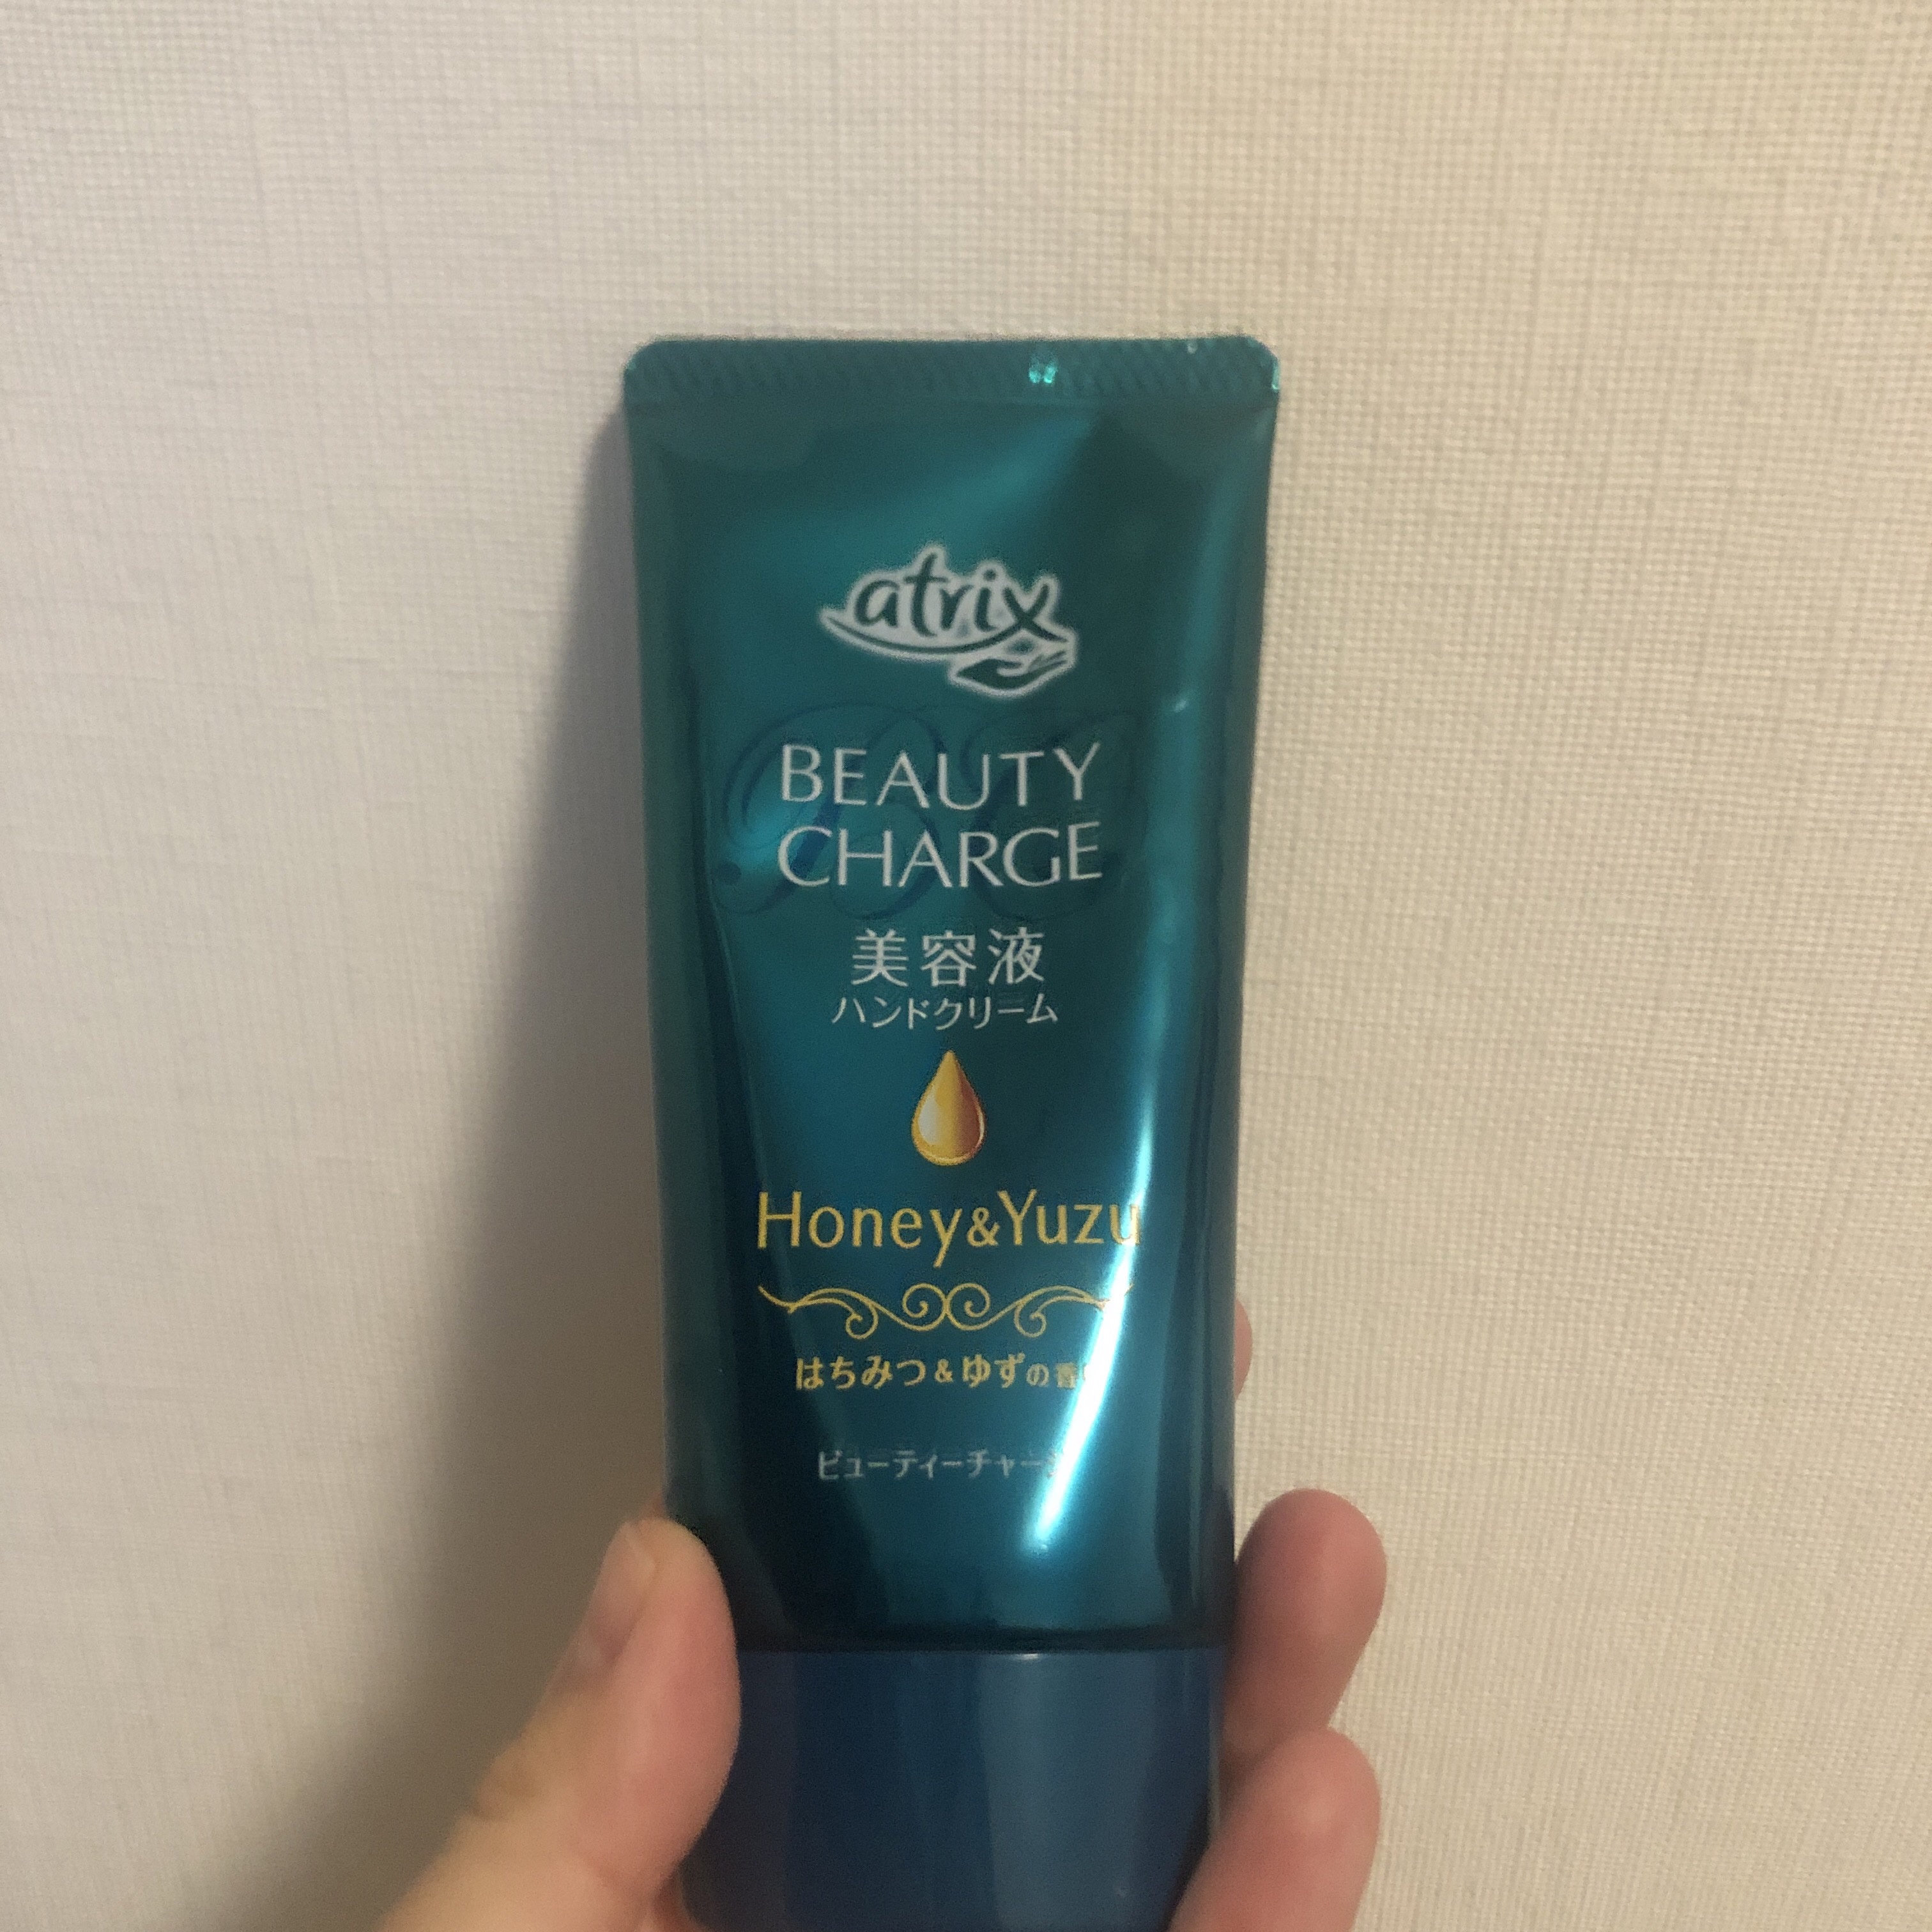 atrix
BEAUTY
CHARGE
美容液
ハンドクリーム
Honey&Yuzu
はちみつ&ゆずの香
ビューティーチャー